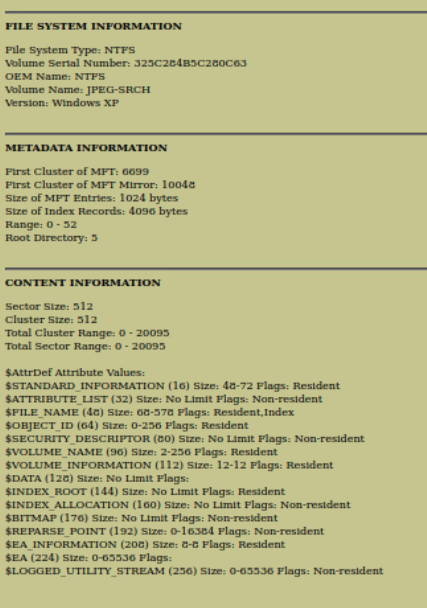 FILE SYSTEM INFORMATION
File System Type: NTFS
Volume Serial Number: 325C284B5C280C63
OEM Name: NTFS
Volume Name: JPEG-SRCH
Version: Windows XP
METADATA INFORMATION
First Cluster of MFT: 6699
First Cluster of MFT Mirror: 10048
Size of MFT Entries: 1024 bytes
Size of Index Records: 4096 bytes
Range: 0 - 52
Root Directory: 5
CONTENT INFORMATION
Sector Size: 512
Cluster Size: 512
Total Cluster Range: 0 - 20095
Total Sector Range: 0 - 20095
$AttrDef Attribute Values:
$STANDARD_INFORMATION (16) Size: 48-72 Flags: Resident
$ATTRIBUTE_LIST (32) Size: No Limit Flags: Non-resident
$FILE_NAME (48) Size: 68-578 Flags: Resident,Index
$OBJECT_ID (64) Size: 0-256 Flags: Resident
$SECURITY_DESCRIPTOR (80) Size: No Limit Flags: Non-resident
$VOLUME_NAME (96) Size: 2-256 Flags: Resident
$VOLUME_INFORMATION (112) Size: 12-12 Flags: Resident
$DATA (128) Size: No Limit Flags:
$INDEX_ROOT (144) Size: No Limit Flags: Resident
$INDEX_ALLOCATION (160) Size: No Limit Flags: Non-resident
$BITMAP (176) Size: No Limit Flags: Non-resident
$REPARSE_POINT (192) Size: 0-16384 Flags: Non-resident
$EA_INFORMATION (208) Size: 8-8 Flags: Resident
$EA (224) Size: 0-65536 Flags:
$LOGGED_UTILITY_STREAM (256) Size: 0-65536 Flags: Non-resident